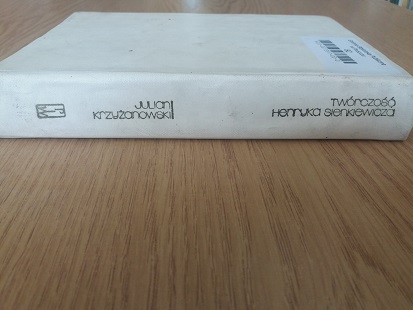 Julian
Krzyżanowski
Twórczość
Henryka Sienkiewicza